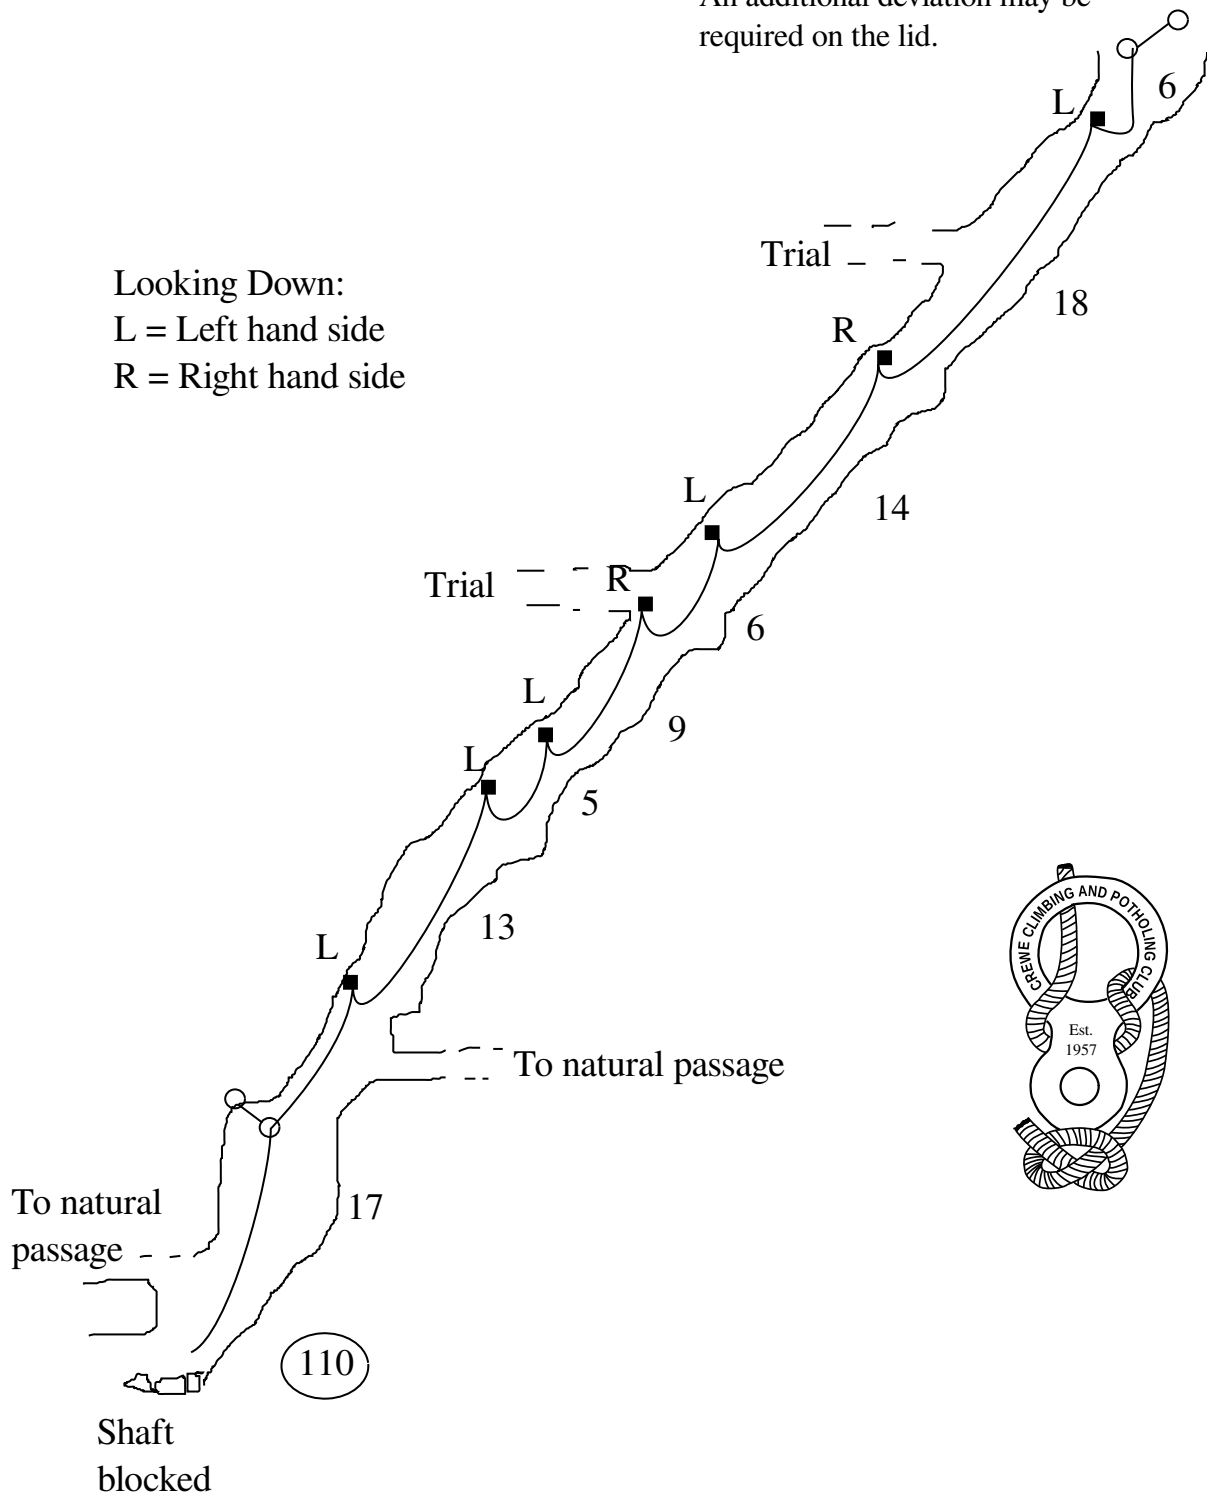 An additional deviation may be
required on the lid.
6
L
Trial
18
Looking Down:
L = Left hand side
R = Right hand side
R
L
14
Trial
R
6
L
9
L
5
13
L
CREWE CLIMBING AND POTHOLING CLUB
Est.
1957
To natural passage
To natural
passage
17
110
Shaft
blocked